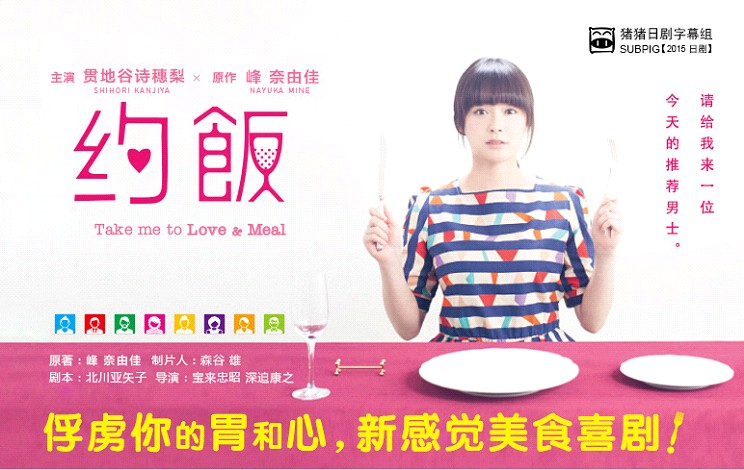 猪猪日剧字幕组
SUBPIG【2015 日剧】
主演 贯地谷诗穗梨 × 原作 峰 奈由佳
SHIHORI KANJIYA NAYUKA MINE
约飯
Take me to Love & Meal
请给我来一位
今天的推荐男士。
原著：峰 奈由佳 制片人：森谷 雄
剧本：北川亚矢子 导演：宝来忠昭 深迫康之
俘虏你的胃和心，新感觉美食喜剧！